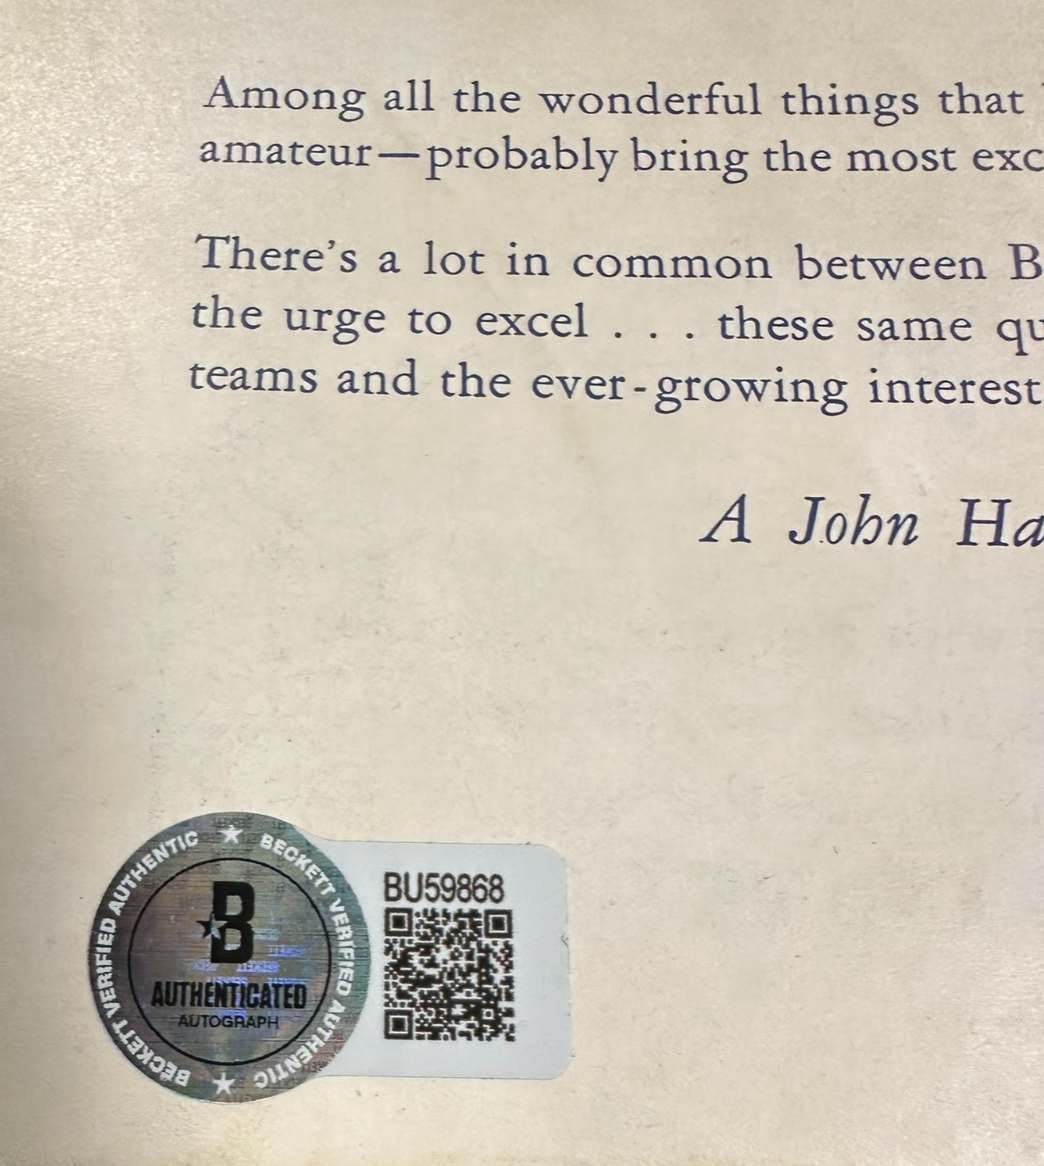 Among all the wonderful things that
amateur—probably bring the most exc
There's a lot in common between B
the urge to excel . . . these same qu
teams and the ever-growing interest
A John Ha
BECKETT VERIFIED AUTHENTIC ★ BECKETT VERIFIED AUTHENTIC ★
B
AUTHENTICATED
AUTOGRAPH
BU59868